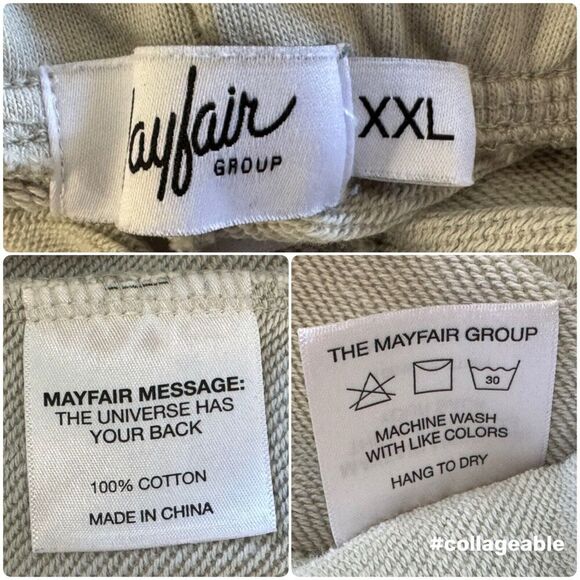 ayfair
GROUP
XXL
MAYFAIR MESSAGE:
THE UNIVERSE HAS
YOUR BACK
100% COTTON
MADE IN CHINA
THE MAYFAIR GROUP
30
MACHINE WASH
WITH LIKE COLORS
HANG TO DRY
#collageable